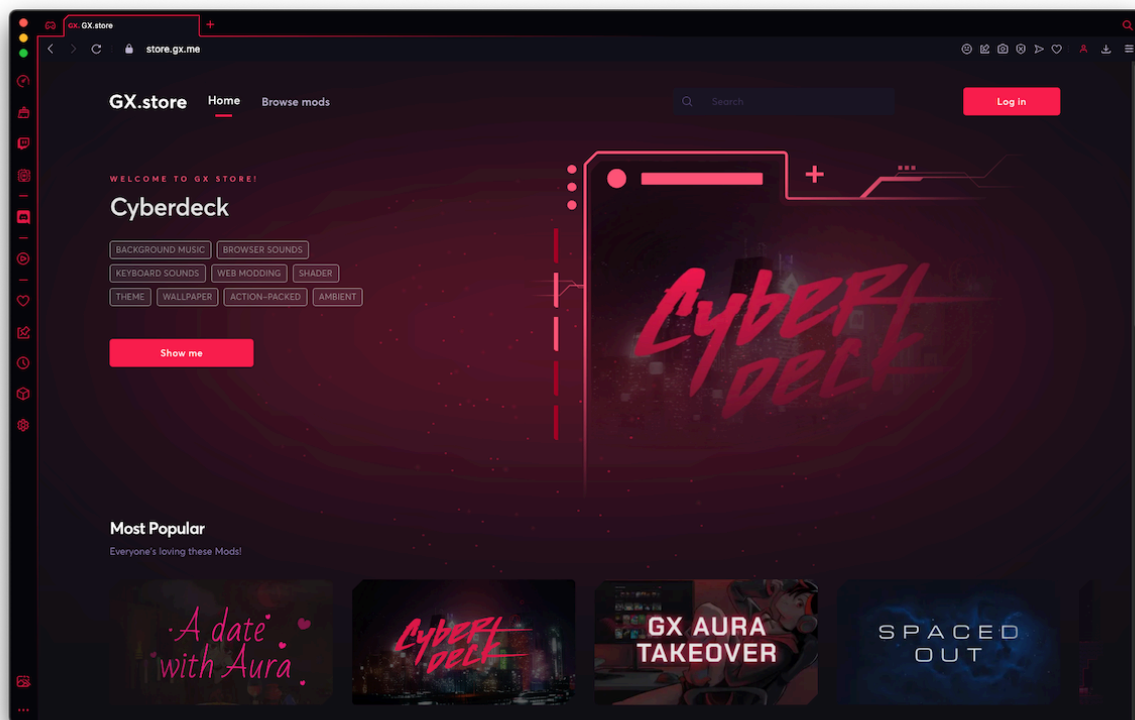 GX. GX.store
store.gx.me
GX.store Home Browse mods Search Log in
WELCOME TO GX STORE!
Cyberdeck
BACKGROUND MUSIC BROWSER SOUNDS
KEYBOARD SOUNDS WEB MODDING SHADER
THEME WALLPAPER ACTION-PACKED AMBIENT
Show me
CYBER
DECK
Most Popular
Everyone's loving these Mods!
A date
with Aura
CYBER
DECK
GX AURA
TAKEOVER
SPACED
OUT